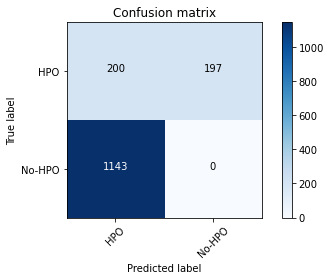 Confusion matrix
True label
HPO
No-HPO
200 197
1143 0
HPO No-HPO
Predicted label
1000
800
600
400
200
0